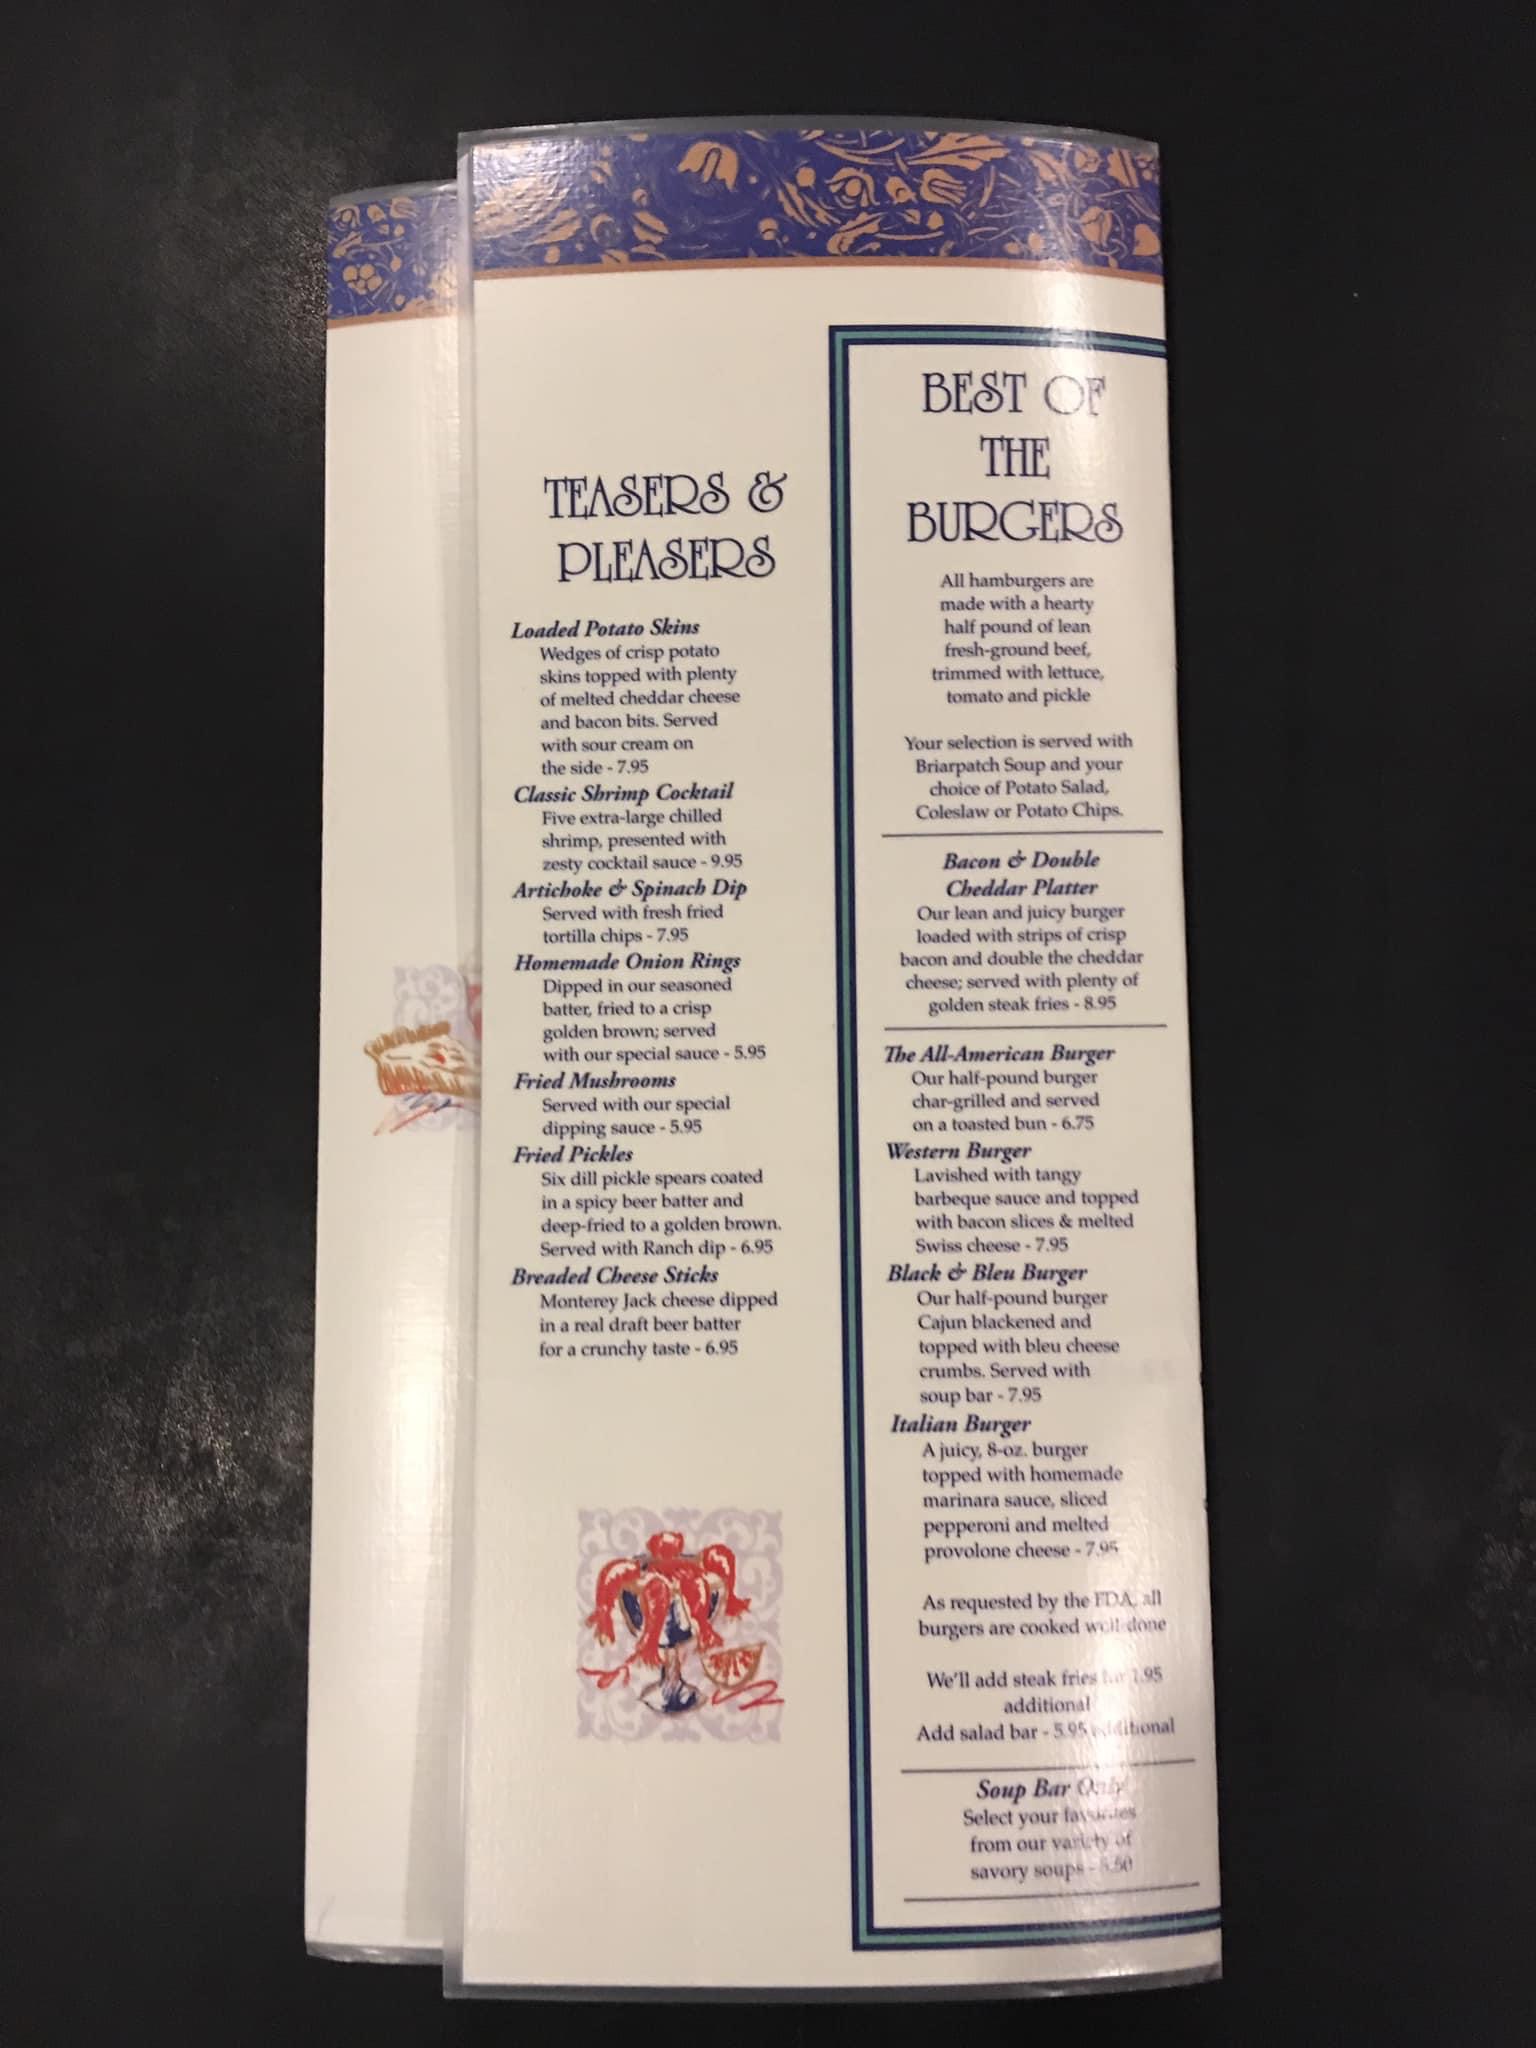 TEASERS &
PLEASERS
Loaded Potato Skins
Wedges of crisp potato
skins topped with plenty
of melted cheddar cheese
and bacon bits. Served
with sour cream on
the side - 7.95
Classic Shrimp Cocktail
Five extra-large chilled
shrimp, presented with
zesty cocktail sauce - 9.95
Artichoke & Spinach Dip
Served with fresh fried
tortilla chips - 7.95
Homemade Onion Rings
Dipped in our seasoned
batter, fried to a crisp
golden brown; served
with our special sauce - 5.95
Fried Mushrooms
Served with our special
dipping sauce - 5.95
Fried Pickles
Six dill pickle spears coated
in a spicy beer batter and
deep-fried to a golden brown.
Served with Ranch dip - 6.95
Breaded Cheese Sticks
Monterey Jack cheese dipped
in a real draft beer batter
for a crunchy taste - 6.95
BEST OF
THE
BURGERS
All hamburgers are
made with a hearty
half pound of lean
fresh-ground beef,
trimmed with lettuce,
tomato and pickle
Your selection is served with
Briarpatch Soup and your
choice of Potato Salad,
Coleslaw or Potato Chips.
Bacon & Double
Cheddar Platter
Our lean and juicy burger
loaded with strips of crisp
bacon and double the cheddar
cheese; served with plenty of
golden steak fries - 8.95
The All-American Burger
Our half-pound burger
char-grilled and served
on a toasted bun - 6.75
Western Burger
Lavished with tangy
barbeque sauce and topped
with bacon slices & melted
Swiss cheese - 7.95
Black & Bleu Burger
Our half-pound burger
Cajun blackened and
topped with bleu cheese
crumbs. Served with
soup bar - 7.95
Italian Burger
A juicy, 8-oz. burger
topped with homemade
marinara sauce, sliced
pepperoni and melted
provolone cheese - 7.95
As requested by the FDA, all
burgers are cooked well done
We'll add steak fries for 1.95
additional
Add salad bar - 5.95 additional
Soup Bar Only
Select your favorites
from our variety of
savory soups -